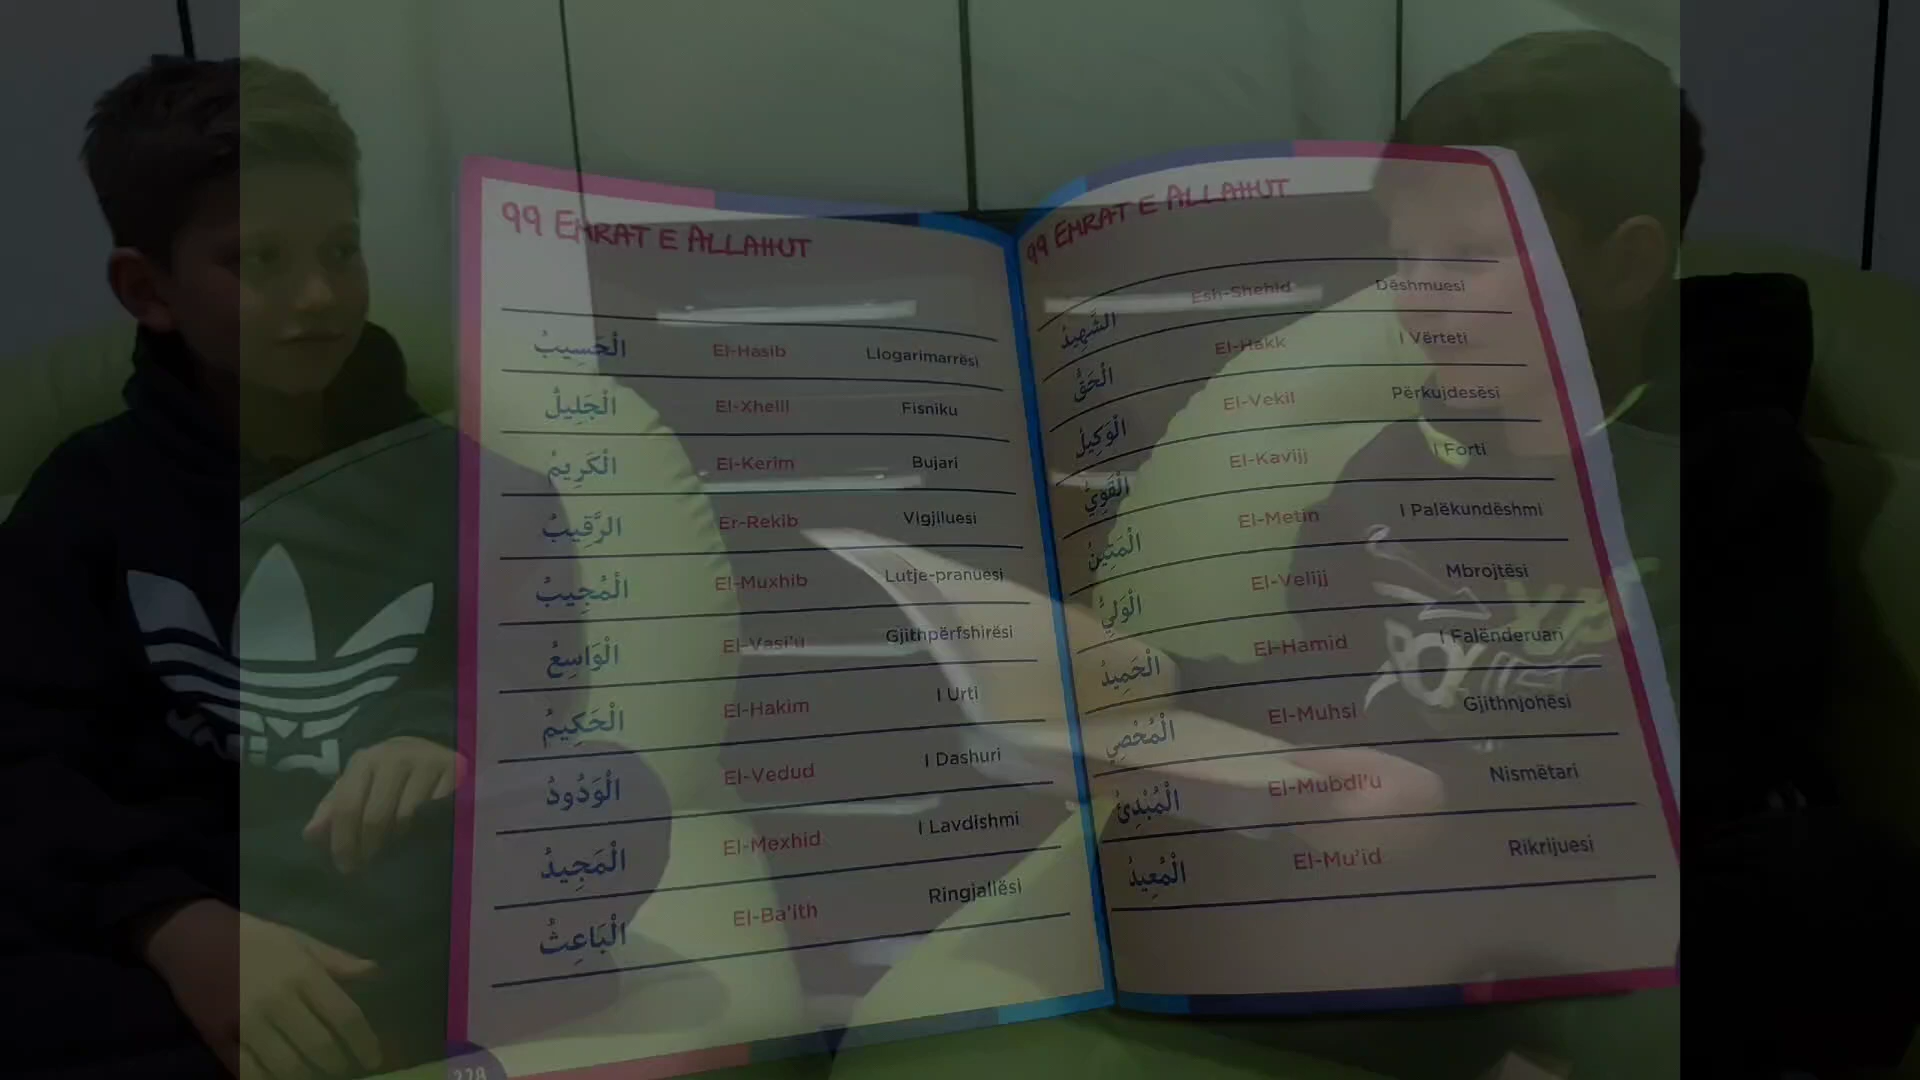 99 EMRAT E ALLAHUT
الْحَسِيبُ El-Hasib Llogarimarrësi
الْجَلِيلُ El-Xhelil Fisniku
الْكَرِيمُ El-Kerim Bujari
الرَّقِيبُ Er-Rekib Vigjiluesi
الْمُجِيبُ El-Muxhib Lutje-pranuesi
الْوَاسِعُ El-Vasi'u Gjithpërfshirësi
الْحَكِيمُ El-Hakim I Urti
الْوَدُودُ El-Vedud I Dashuri
الْمَجِيدُ El-Mexhid I Lavdishmi
الْبَاعِثُ El-Ba'ith Ringjallësi
228
99 EMRAT E ALLAHUT
الشَّهِيدُ Esh-Shehid Dëshmuesi
الْحَقُّ El-Hakk I Vërteti
الْوَكِيلُ El-Vekil Përkujdesësi
الْقَوِيُّ El-Kavijj I Forti
الْمَتِينُ El-Metin I Palëkundëshmi
الْوَلِيُّ El-Velijj Mbrojtësi
الْحَمِيدُ El-Hamid I Falënderuari
الْمُحْصِي El-Muhsi Gjithnjohësi
الْمُبْدِئُ El-Mubdi'u Nismëtari
الْمُعِيدُ El-Mu'id Rikrijuesi